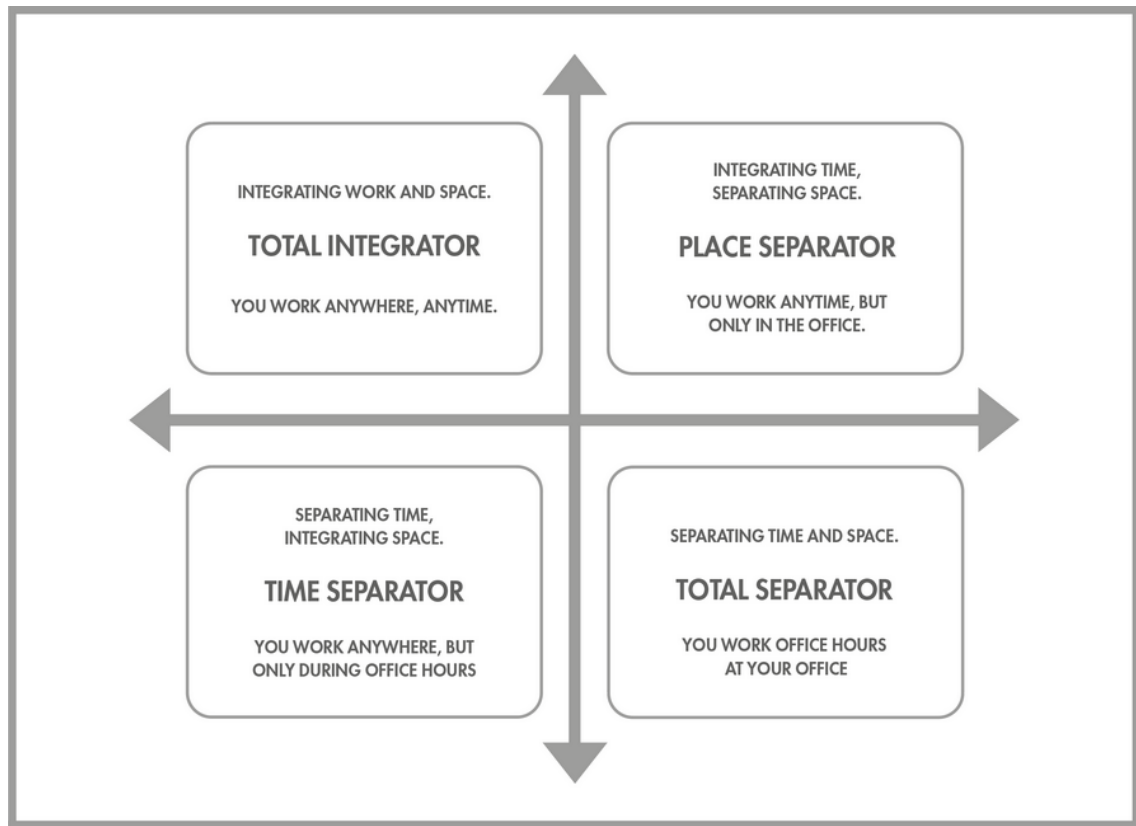 INTEGRATING WORK AND SPACE.
TOTAL INTEGRATOR
YOU WORK ANYWHERE, ANYTIME.
INTEGRATING TIME,
SEPARATING SPACE.
PLACE SEPARATOR
YOU WORK ANYTIME, BUT
ONLY IN THE OFFICE.
SEPARATING TIME,
INTEGRATING SPACE.
TIME SEPARATOR
YOU WORK ANYWHERE, BUT
ONLY DURING OFFICE HOURS
SEPARATING TIME AND SPACE.
TOTAL SEPARATOR
YOU WORK OFFICE HOURS
AT YOUR OFFICE